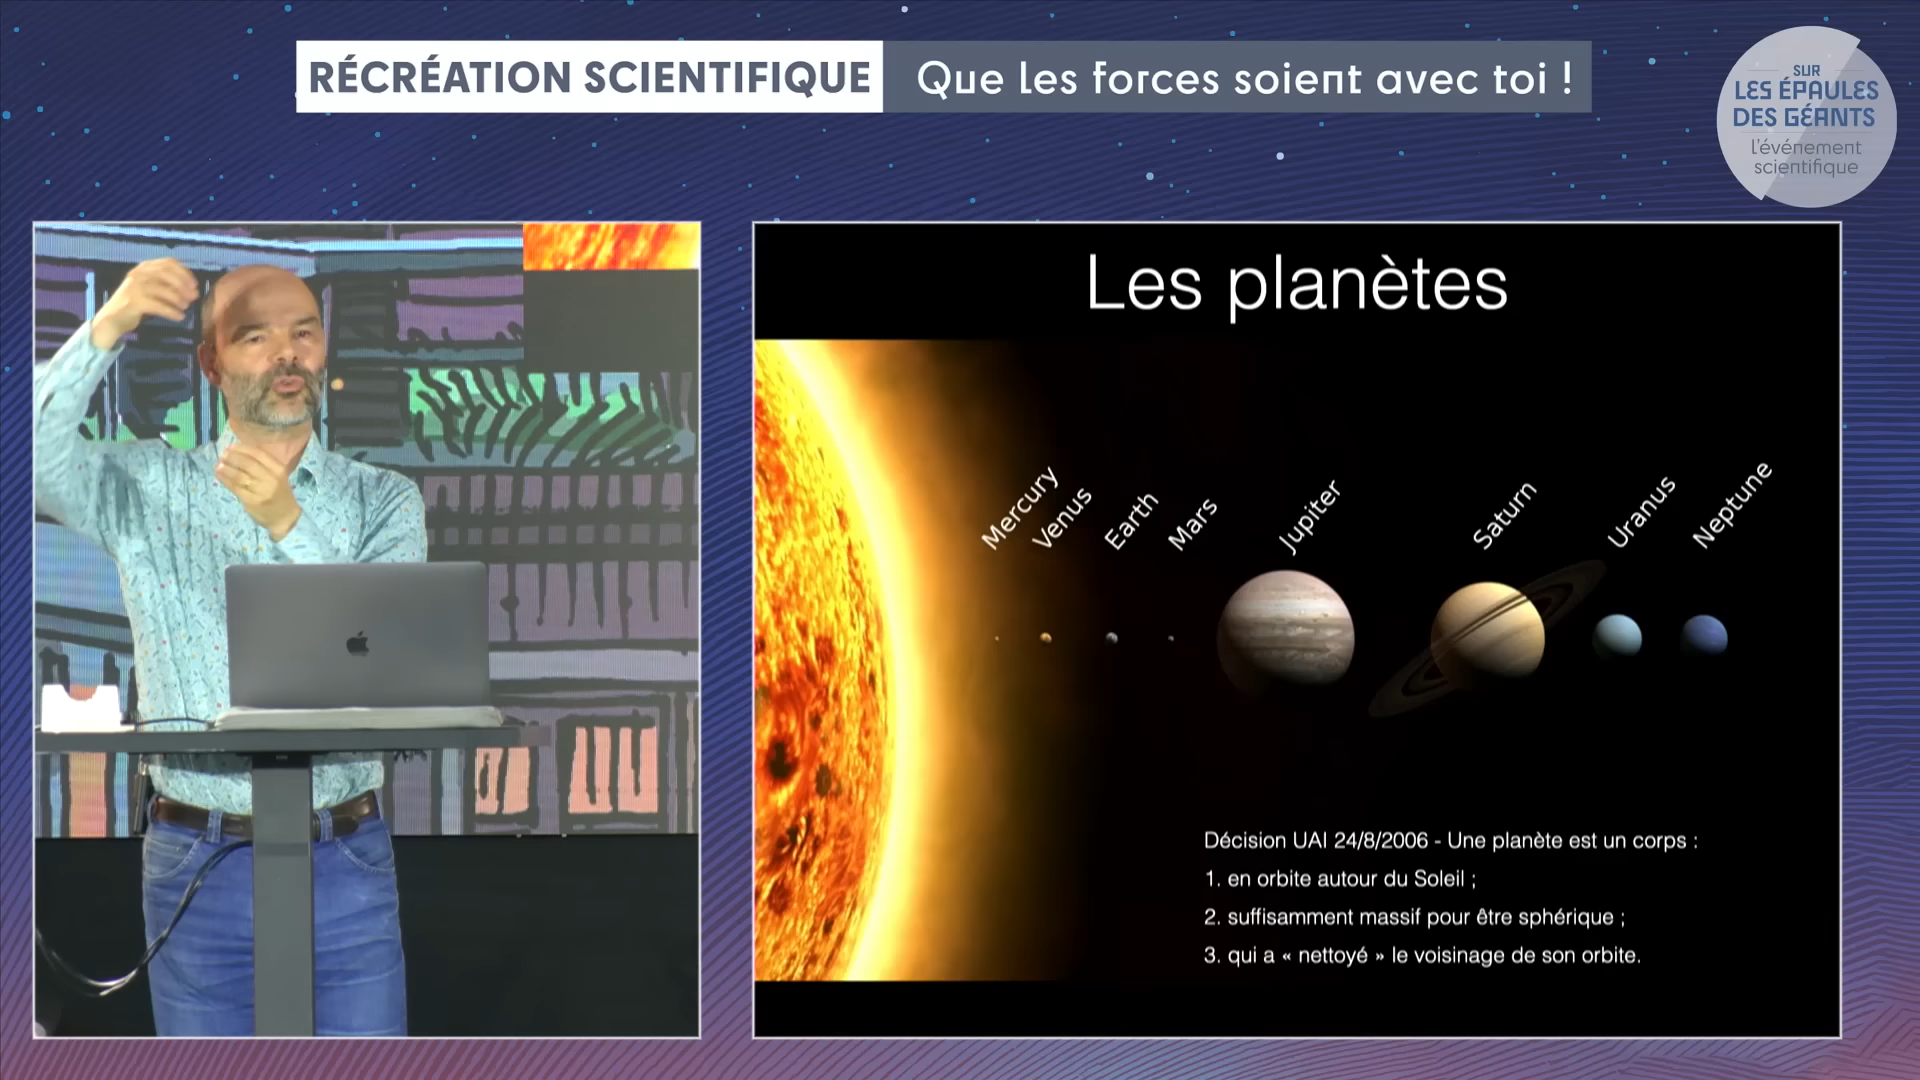 RÉCRÉATION SCIENTIFIQUE Que les forces soient avec toi !
SUR
LES ÉPAULES
DES GÉANTS
l'événement
scientifique
Les planètes
Mercury
Venus
Earth
Mars
Jupiter
Saturn
Uranus
Neptune
Décision UAI 24/8/2006 - Une planète est un corps :
1. en orbite autour du Soleil ;
2. suffisamment massif pour être sphérique ;
3. qui a « nettoyé » le voisinage de son orbite.